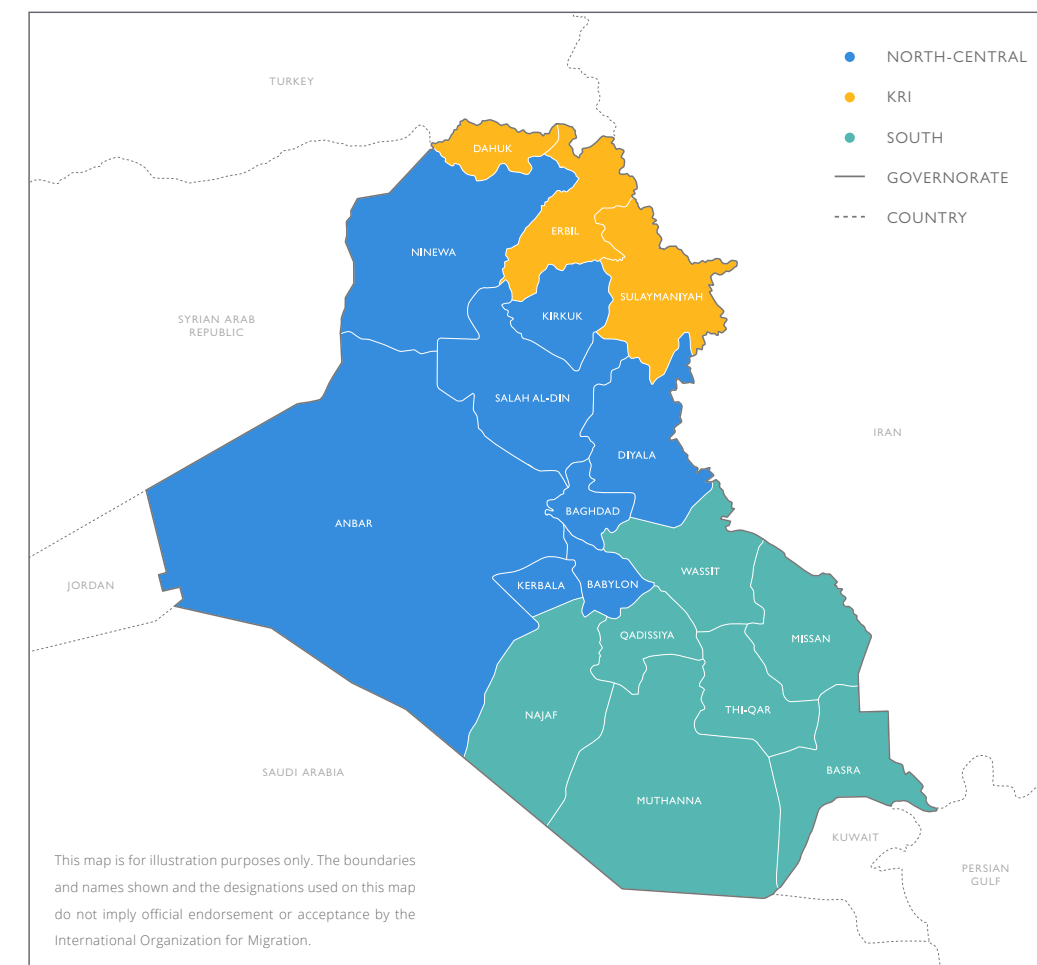 NORTH-CENTRAL
KRI
SOUTH
GOVERNORATE
COUNTRY
TURKEY
DAHUK
NINEWA
ERBIL
SULAYMANIYAH
KIRKUK
SYRIAN ARAB
REPUBLIC
SALAH AL-DIN
IRAN
DIYALA
BAGHDAD
ANBAR
JORDAN
KERBALA
BABYLON
WASSIT
QADISSIYA
MISSAN
NAJAF
THI-QAR
SAUDI ARABIA
BASRA
MUTHANNA
KUWAIT
PERSIAN
GULF
This map is for illustration purposes only. The boundaries
and names shown and the designations used on this map
do not imply official endorsement or acceptance by the
International Organization for Migration.